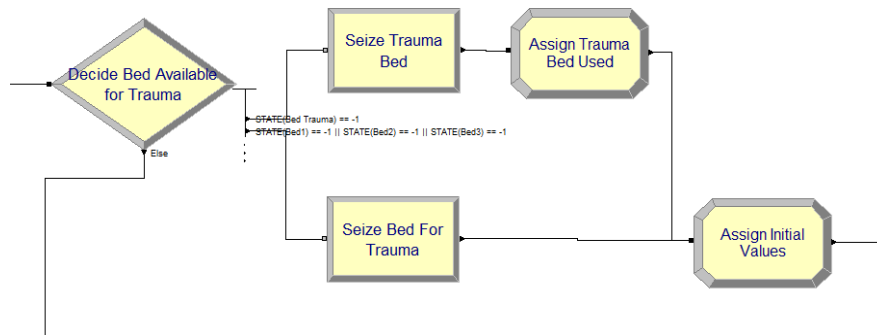 Decide Bed Available
for Trauma
Seize Trauma
Bed
Assign Trauma
Bed Used
STATE(Bed Trauma) == -1
STATE(Bed1) == -1 || STATE(Bed2) == -1 || STATE(Bed3) == -1
Else
Seize Bed For
Trauma
Assign Initial
Values